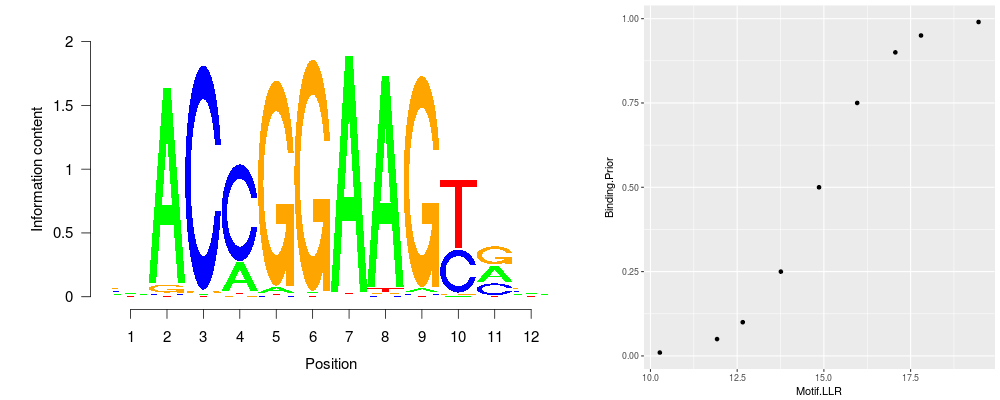 2
1.5
1
0.5
0
Information content
ACCGGAAGTG
ACA
C
1 2 3 4 5 6 7 8 9 10 11 12
Position
1.00
0.75
0.50
0.25
0.00
Binding.Prior
10.0 12.5 15.0 17.5
Motif.LLR